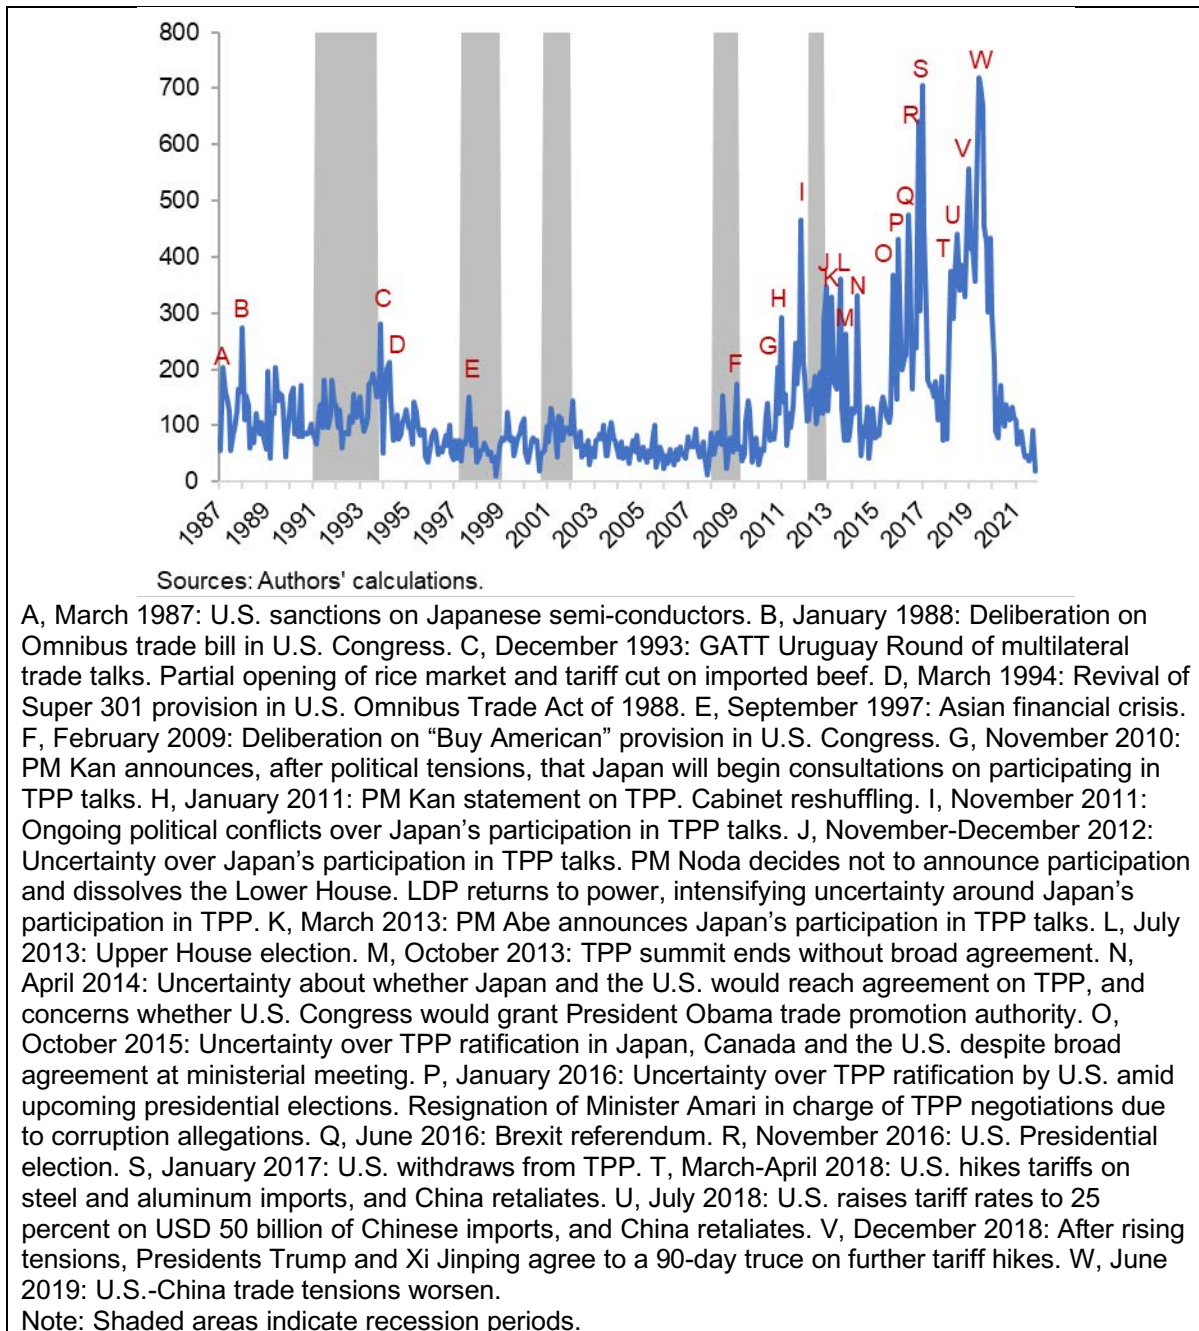 800
700
600
500
400
300
200
100
0
A
B
C
D
E
F
G
H
I
J
K
L
M
N
O
P
Q
R
S
T
U
V
W
1987
1989
1991
1993
1995
1997
1999
2001
2003
2005
2007
2009
2011
2013
2015
2017
2019
2021
Sources: Authors' calculations.
A, March 1987: U.S. sanctions on Japanese semi-conductors. B, January 1988: Deliberation on
Omnibus trade bill in U.S. Congress. C, December 1993: GATT Uruguay Round of multilateral
trade talks. Partial opening of rice market and tariff cut on imported beef. D, March 1994: Revival of
Super 301 provision in U.S. Omnibus Trade Act of 1988. E, September 1997: Asian financial crisis.
F, February 2009: Deliberation on “Buy American” provision in U.S. Congress. G, November 2010:
PM Kan announces, after political tensions, that Japan will begin consultations on participating in
TPP talks. H, January 2011: PM Kan statement on TPP. Cabinet reshuffling. I, November 2011:
Ongoing political conflicts over Japan’s participation in TPP talks. J, November-December 2012:
Uncertainty over Japan’s participation in TPP talks. PM Noda decides not to announce participation
and dissolves the Lower House. LDP returns to power, intensifying uncertainty around Japan’s
participation in TPP. K, March 2013: PM Abe announces Japan’s participation in TPP talks. L, July
2013: Upper House election. M, October 2013: TPP summit ends without broad agreement. N,
April 2014: Uncertainty about whether Japan and the U.S. would reach agreement on TPP, and
concerns whether U.S. Congress would grant President Obama trade promotion authority. O,
October 2015: Uncertainty over TPP ratification in Japan, Canada and the U.S. despite broad
agreement at ministerial meeting. P, January 2016: Uncertainty over TPP ratification by U.S. amid
upcoming presidential elections. Resignation of Minister Amari in charge of TPP negotiations due
to corruption allegations. Q, June 2016: Brexit referendum. R, November 2016: U.S. Presidential
election. S, January 2017: U.S. withdraws from TPP. T, March-April 2018: U.S. hikes tariffs on
steel and aluminum imports, and China retaliates. U, July 2018: U.S. raises tariff rates to 25
percent on USD 50 billion of Chinese imports, and China retaliates. V, December 2018: After rising
tensions, Presidents Trump and Xi Jinping agree to a 90-day truce on further tariff hikes. W, June
2019: U.S.-China trade tensions worsen.
Note: Shaded areas indicate recession periods.